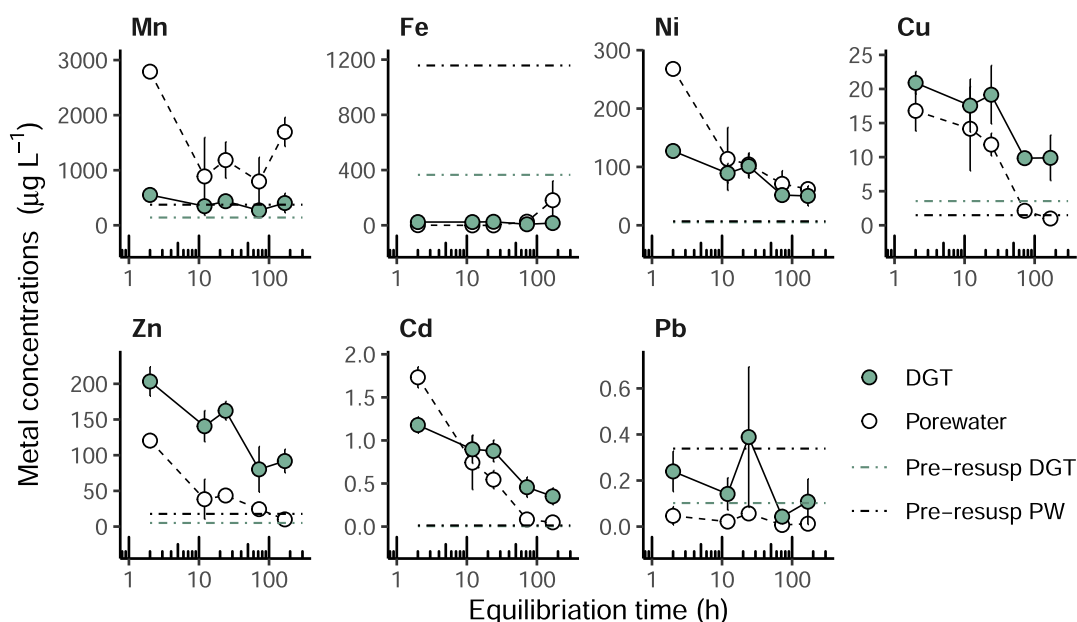 Mn
Fe
Ni
Cu
3000
2000
1000
0
1200
800
400
0
300
200
100
0
25
20
15
10
5
0
1 10 100
1 10 100
1 10 100
1 10 100
Metal concentrations (µg L⁻¹)
Zn
Cd
Pb
200
150
100
50
0
2.0
1.5
1.0
0.5
0.0
0.6
0.4
0.2
0.0
1 10 100
1 10 100
1 10 100
DGT
Porewater
Pre−resusp DGT
Pre−resusp PW
Equilibriation time (h)